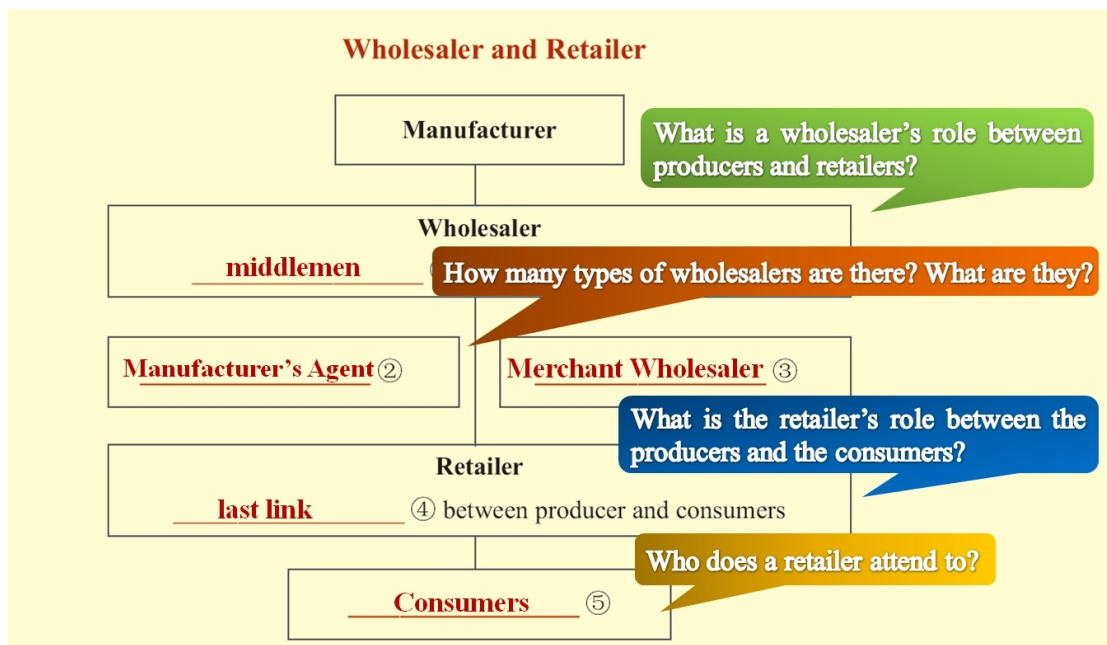 Wholesaler and Retailer
Manufacturer
What is a wholesaler's role between
producers and retailers?
Wholesaler
middlemen
How many types of wholesalers are there? What are they?
Manufacturer's Agent ②
Merchant Wholesaler ③
What is the retailer's role between the
producers and the consumers?
Retailer
last link ④ between producer and consumers
Who does a retailer attend to?
Consumers ⑤